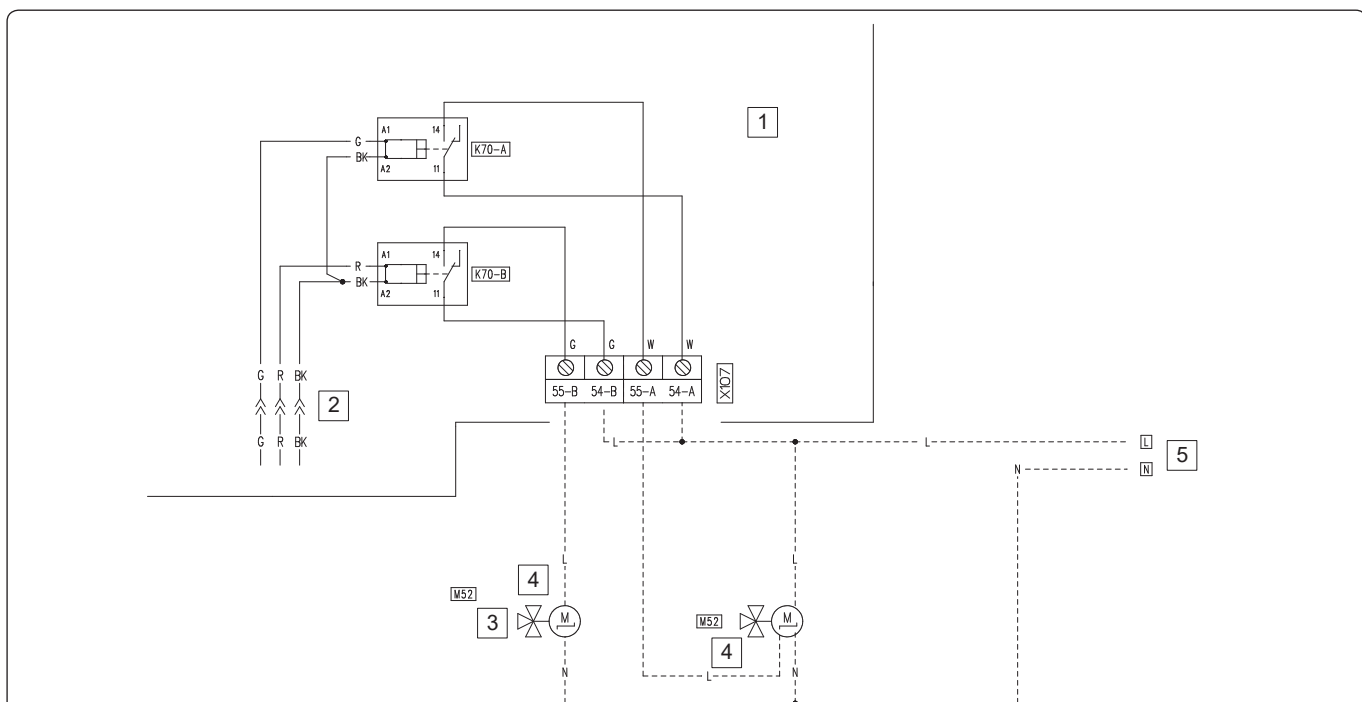 1
A1 14
G
BK
K70-A
A2 11
A1 14
R
BK
K70-B
A2 11
G G W W
55-B 54-B 55-A 54-A
X107
G R BK
2
G R BK
L L L
N N
5
L L
4
M52
3 M
M52 M
4
L
N N